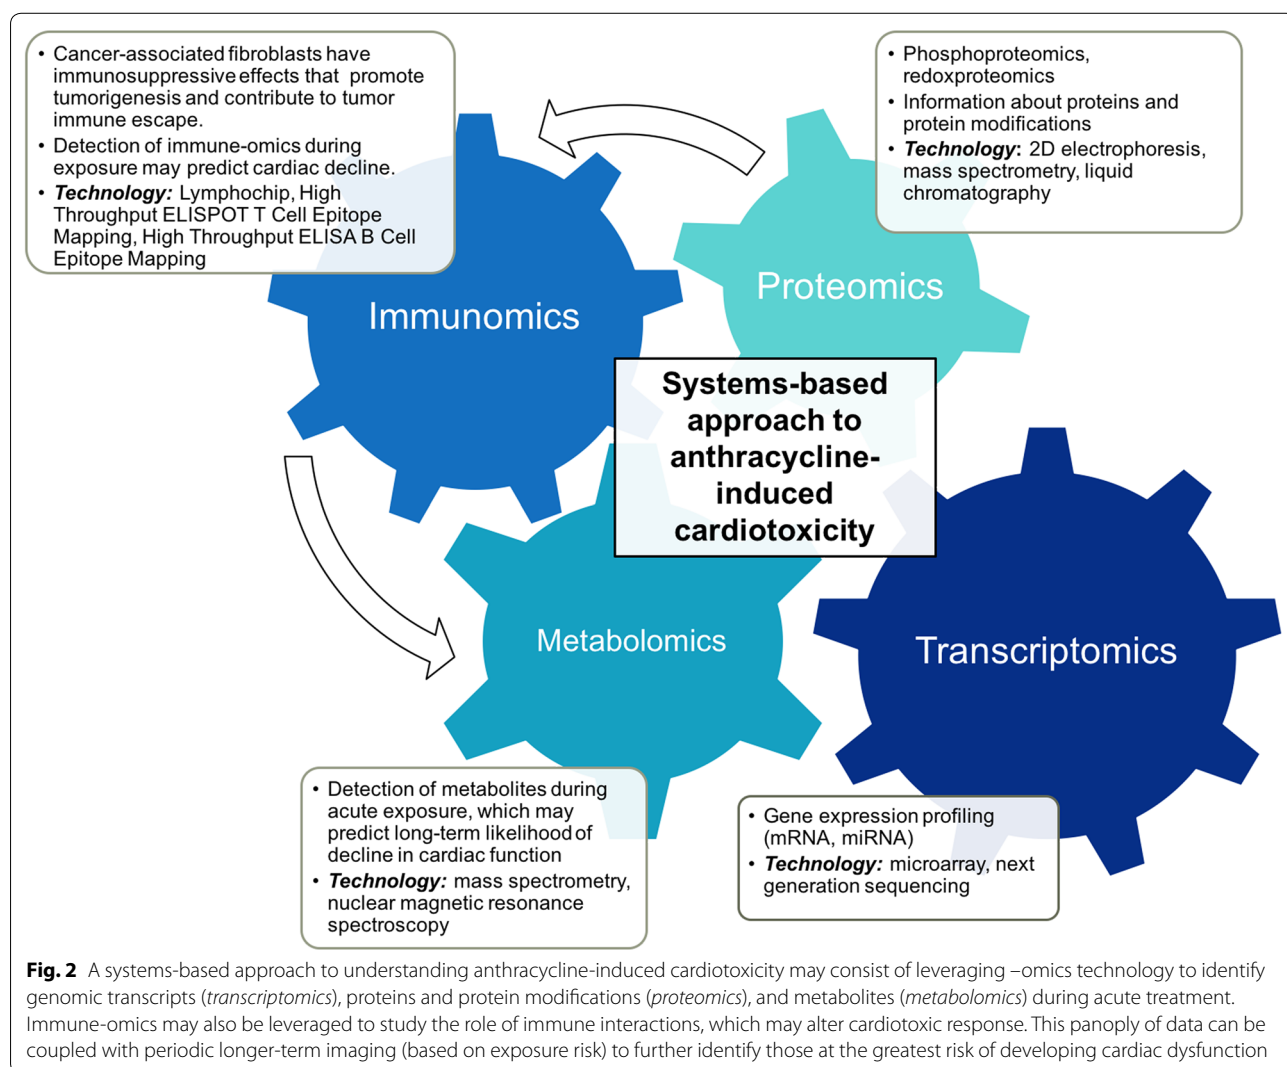 • Cancer-associated fibroblasts have
immunosuppressive effects that promote
tumorigenesis and contribute to tumor
immune escape.
• Detection of immune-omics during
exposure may predict cardiac decline.
• Technology: Lymphochip, High
Throughput ELISPOT T Cell Epitope
Mapping, High Throughput ELISA B Cell
Epitope Mapping
• Phosphoproteomics,
redoxproteomics
• Information about proteins and
protein modifications
• Technology: 2D electrophoresis,
mass spectrometry, liquid
chromatography
Immunomics
Proteomics
Systems-based
approach to
anthracycline-
induced
cardiotoxicity
Metabolomics
Transcriptomics
• Detection of metabolites during
acute exposure, which may
predict long-term likelihood of
decline in cardiac function
• Technology: mass spectrometry,
nuclear magnetic resonance
spectroscopy
• Gene expression profiling
(mRNA, miRNA)
• Technology: microarray, next
generation sequencing
Fig. 2 A systems-based approach to understanding anthracycline-induced cardiotoxicity may consist of leveraging –omics technology to identify
genomic transcripts (transcriptomics), proteins and protein modifications (proteomics), and metabolites (metabolomics) during acute treatment.
Immune-omics may also be leveraged to study the role of immune interactions, which may alter cardiotoxic response. This panoply of data can be
coupled with periodic longer-term imaging (based on exposure risk) to further identify those at the greatest risk of developing cardiac dysfunction